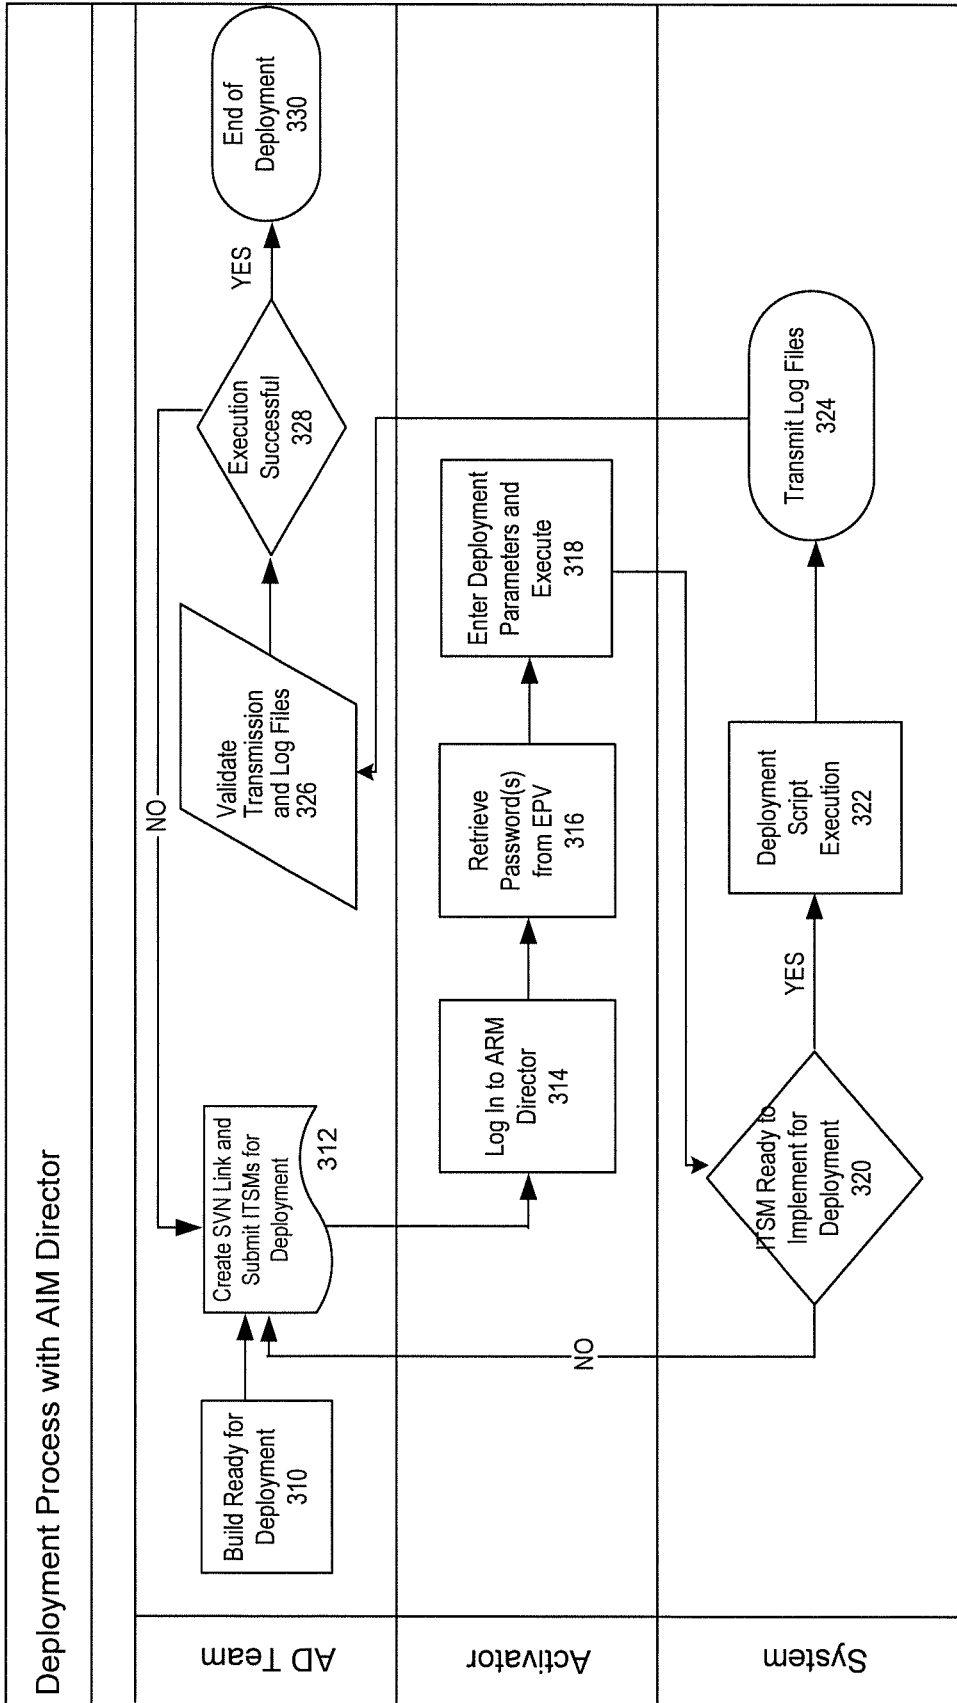 Deployment Process with AIM Director
AD Team
Build Ready for
Deployment
310
Create SVN Link and
Submit ITSMs for
Deployment
312
NO
Validate
Transmission
and Log Files
326
Execution
Successful
328
YES
End of
Deployment
330
Activator
Log In to ARM
Director
314
Retrieve
Password(s)
from EPV
316
Enter Deployment
Parameters and
Execute
318
NO
System
ITSM Ready to
Implement for
Deployment
320
YES
Deployment
Script
Execution
322
Transmit Log Files
324